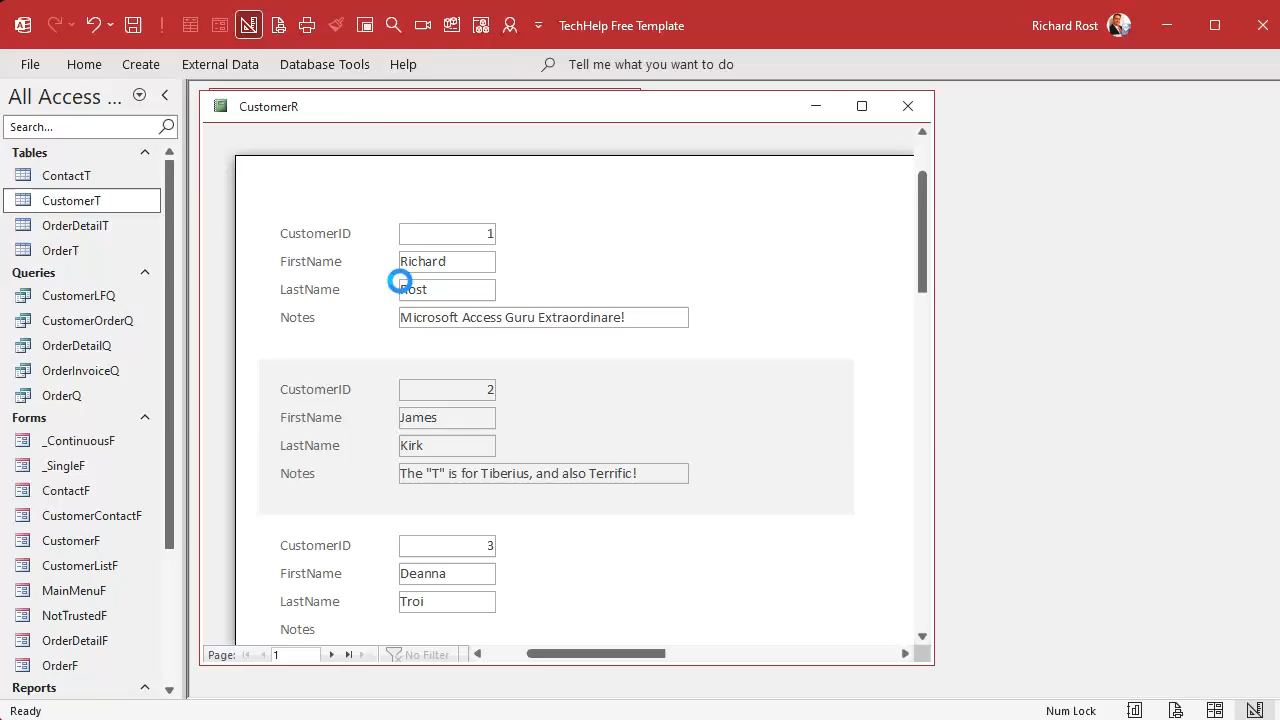 TechHelp Free Template
Richard Rost
File Home Create External Data Database Tools Help Tell me what you want to do
All Access ...
Search...
Tables
ContactT
CustomerT
OrderDetailT
OrderT
Queries
CustomerLFQ
CustomerOrderQ
OrderDetailQ
OrderInvoiceQ
OrderQ
Forms
_ContinuousF
_SingleF
ContactF
CustomerContactF
CustomerF
CustomerListF
MainMenuF
NotTrustedF
OrderDetailF
OrderF
Reports
CustomerR
CustomerID 1
FirstName Richard
LastName Rost
Notes Microsoft Access Guru Extraordinare!
CustomerID 2
FirstName James
LastName Kirk
Notes The "T" is for Tiberius, and also Terrific!
CustomerID 3
FirstName Deanna
LastName Troi
Notes
Page: 1 No Filter
Ready Num Lock